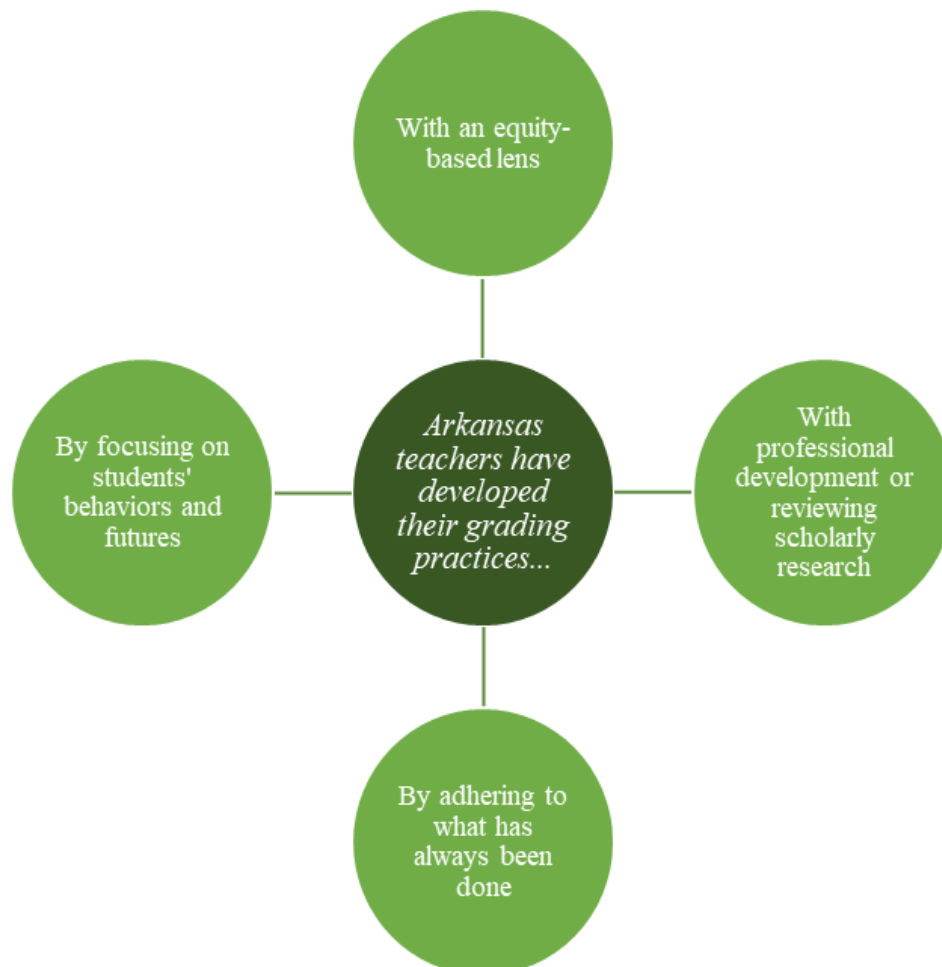 With an equity-
based lens
By focusing on
students'
behaviors and
futures
Arkansas
teachers have
developed
their grading
practices...
With
professional
development or
reviewing
scholarly
research
By adhering to
what has
always been
done